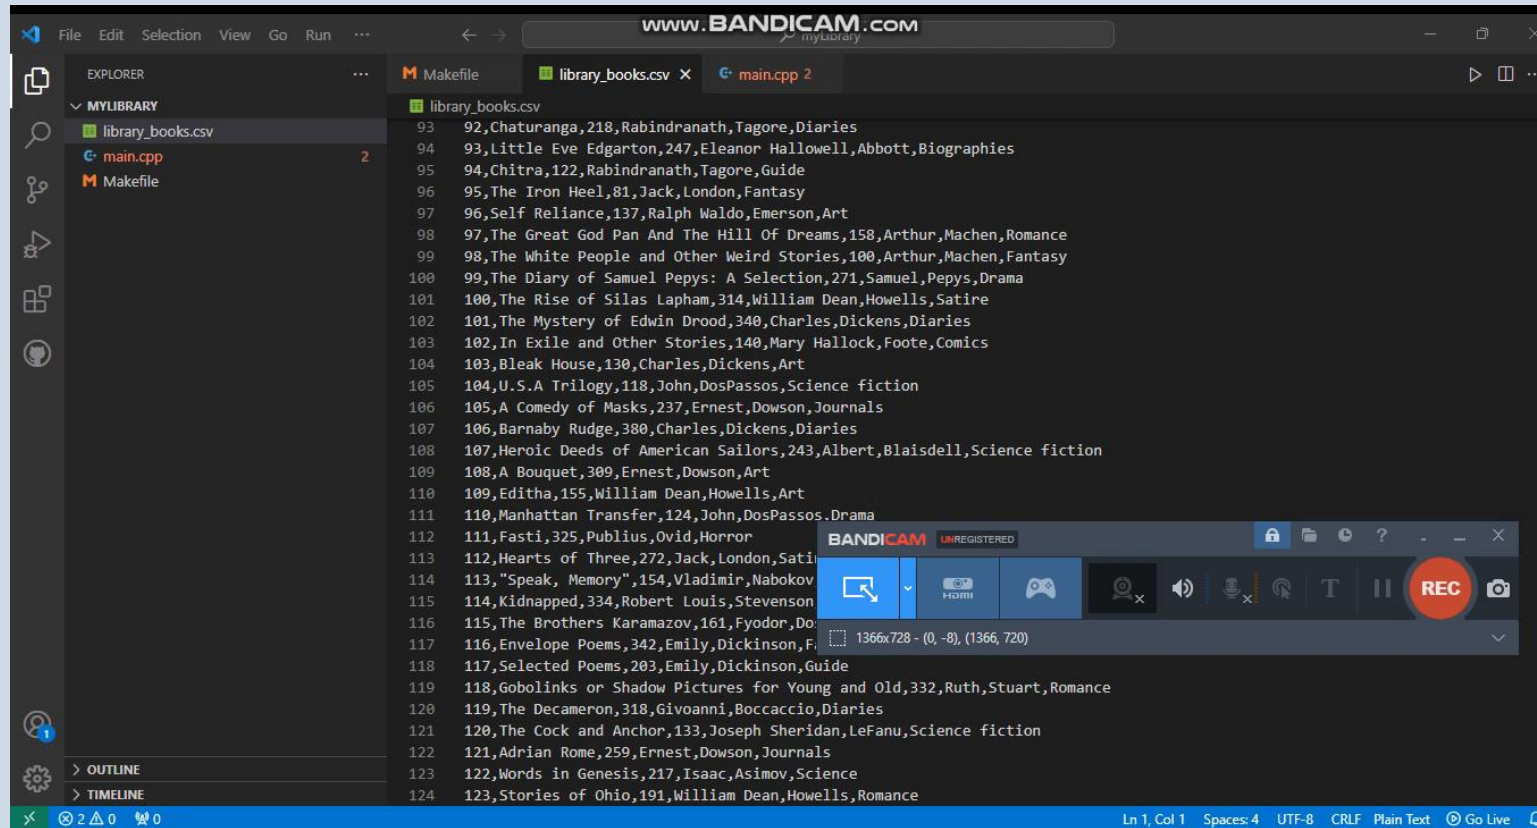 www.BANDICAM.com
File Edit Selection View Go Run ... myLibrary
EXPLORER ...
MYLIBRARY
library_books.csv
main.cpp 2
Makefile
OUTLINE
TIMELINE
Makefile library_books.csv main.cpp 2
library_books.csv
93 92,Chaturanga,218,Rabindranath,Tagore,Diaries
94 93,Little Eve Edgarton,247,Eleanor Hallowell,Abbott,Biographies
95 94,Chitra,122,Rabindranath,Tagore,Guide
96 95,The Iron Heel,81,Jack,London,Fantasy
97 96,Self Reliance,137,Ralph Waldo,Emerson,Art
98 97,The Great God Pan And The Hill Of Dreams,158,Arthur,Machen,Romance
99 98,The White People and Other Weird Stories,100,Arthur,Machen,Fantasy
100 99,The Diary of Samuel Pepys: A Selection,271,Samuel,Pepys,Drama
101 100,The Rise of Silas Lapham,314,William Dean,Howells,Satire
102 101,The Mystery of Edwin Drood,340,Charles,Dickens,Diaries
103 102,In Exile and Other Stories,140,Mary Hallock,Foote,Comics
104 103,Bleak House,130,Charles,Dickens,Art
105 104,U.S.A Trilogy,118,John,DosPassos,Science fiction
106 105,A Comedy of Masks,237,Ernest,Dowson,Journals
107 106,Barnaby Rudge,380,Charles,Dickens,Diaries
108 107,Heroic Deeds of American Sailors,243,Albert,Blaisdell,Science fiction
109 108,A Bouquet,309,Ernest,Dowson,Art
110 109,Editha,155,William Dean,Howells,Art
111 110,Manhattan Transfer,124,John,DosPassos,Drama
112 111,Fasti,325,Publius,Ovid,Horror
113 112,Hearts of Three,272,Jack,London,Sati
114 113,"Speak, Memory",154,Vladimir,Nabokov
115 114,Kidnapped,334,Robert Louis,Stevenson
116 115,The Brothers Karamazov,161,Fyodor,Do
117 116,Envelope Poems,342,Emily,Dickinson,F
118 117,Selected Poems,203,Emily,Dickinson,Guide
119 118,Gobolinks or Shadow Pictures for Young and Old,332,Ruth,Stuart,Romance
120 119,The Decameron,318,Givoanni,Boccaccio,Diaries
121 120,The Cock and Anchor,133,Joseph Sheridan,LeFanu,Science fiction
122 121,Adrian Rome,259,Ernest,Dowson,Journals
123 122,Words in Genesis,217,Isaac,Asimov,Science
124 123,Stories of Ohio,191,William Dean,Howells,Romance
BANDICAM UNREGISTERED ?
HDMI T REC
1366x728 - (0, -8), (1366, 720)
1
2 0 0 Ln 1, Col 1 Spaces: 4 UTF-8 CRLF Plain Text Go Live